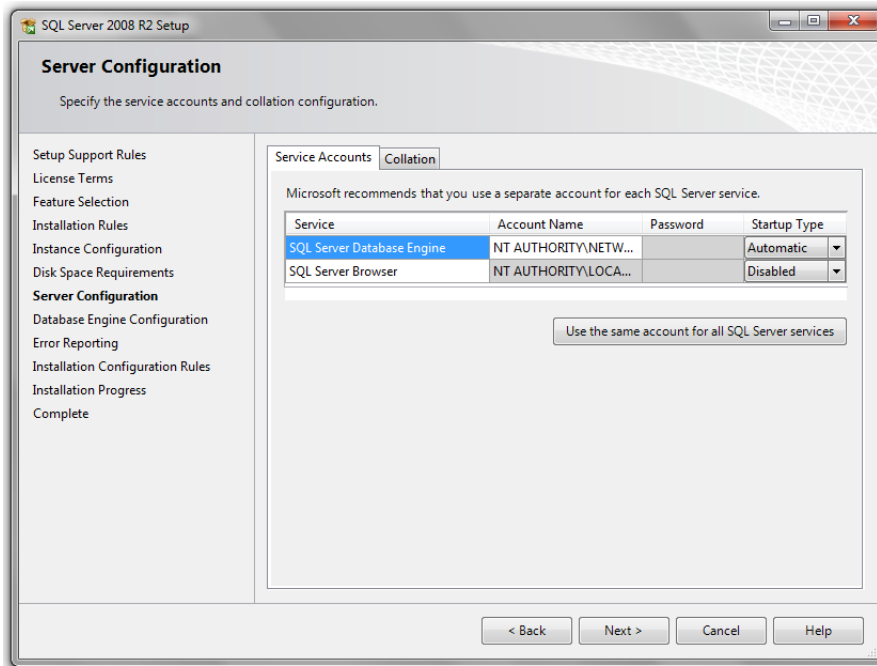 SQL Server 2008 R2 Setup
Server Configuration
Specify the service accounts and collation configuration.
Setup Support Rules
License Terms
Feature Selection
Installation Rules
Instance Configuration
Disk Space Requirements
Server Configuration
Database Engine Configuration
Error Reporting
Installation Configuration Rules
Installation Progress
Complete
Service Accounts Collation
Microsoft recommends that you use a separate account for each SQL Server service.
Service Account Name Password Startup Type
SQL Server Database Engine NT AUTHORITY\NETW... Automatic
SQL Server Browser NT AUTHORITY\LOCA... Disabled
Use the same account for all SQL Server services
< Back Next > Cancel Help